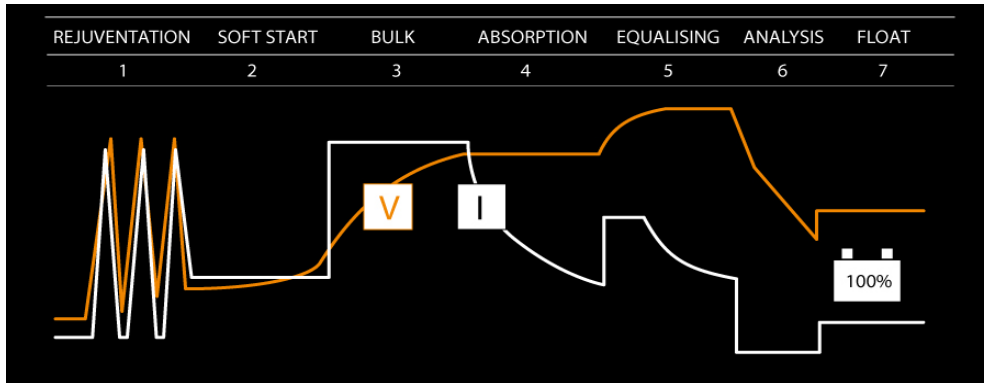 REJUVENTATION SOFT START BULK ABSORPTION EQUALISING ANALYSIS FLOAT
1 2 3 4 5 6 7
V I
100%